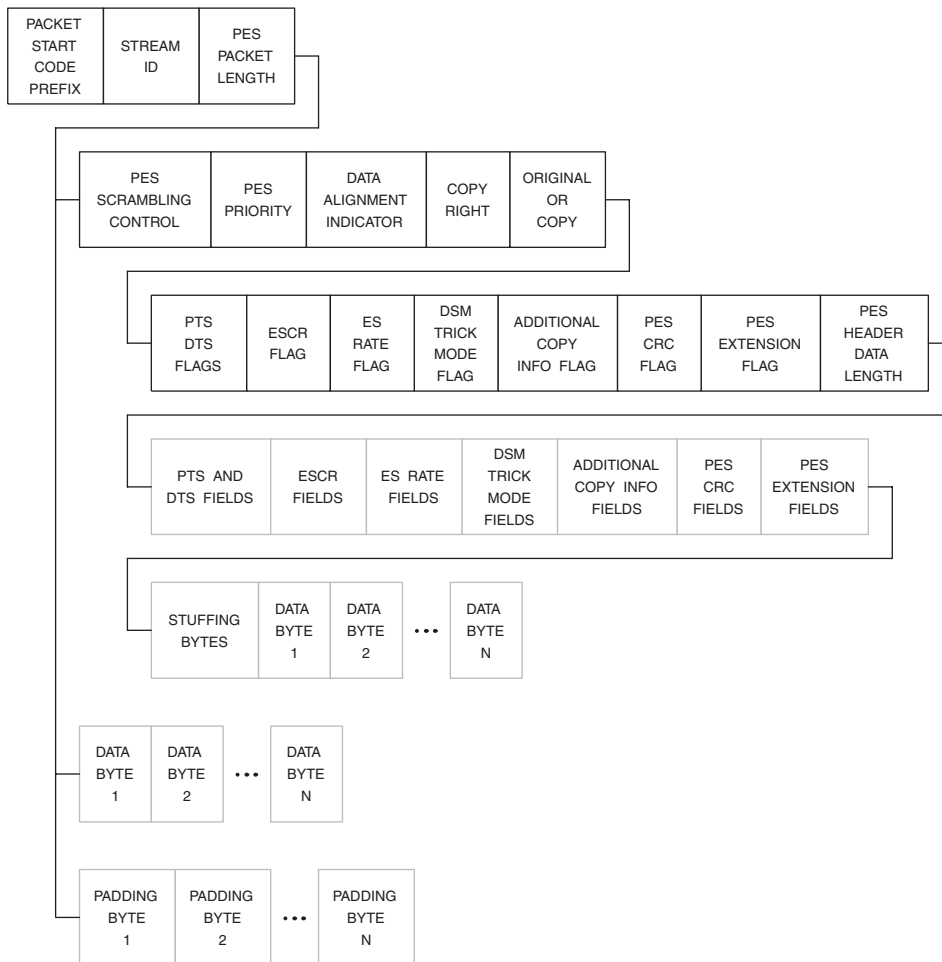 PACKET
START
CODE
PREFIX
STREAM
ID
PES
PACKET
LENGTH
PES
SCRAMBLING
CONTROL
PES
PRIORITY
DATA
ALIGNMENT
INDICATOR
COPY
RIGHT
ORIGINAL
OR
COPY
PTS
DTS
FLAGS
ESCR
FLAG
ES
RATE
FLAG
DSM
TRICK
MODE
FLAG
ADDITIONAL
COPY
INFO FLAG
PES
CRC
FLAG
PES
EXTENSION
FLAG
PES
HEADER
DATA
LENGTH
PTS AND
DTS FIELDS
ESCR
FIELDS
ES RATE
FIELDS
DSM
TRICK
MODE
FIELDS
ADDITIONAL
COPY INFO
FIELDS
PES
CRC
FIELDS
PES
EXTENSION
FIELDS
STUFFING
BYTES
DATA
BYTE
1
DATA
BYTE
2
•••
DATA
BYTE
N
DATA
BYTE
1
DATA
BYTE
2
•••
DATA
BYTE
N
PADDING
BYTE
1
PADDING
BYTE
2
•••
PADDING
BYTE
N